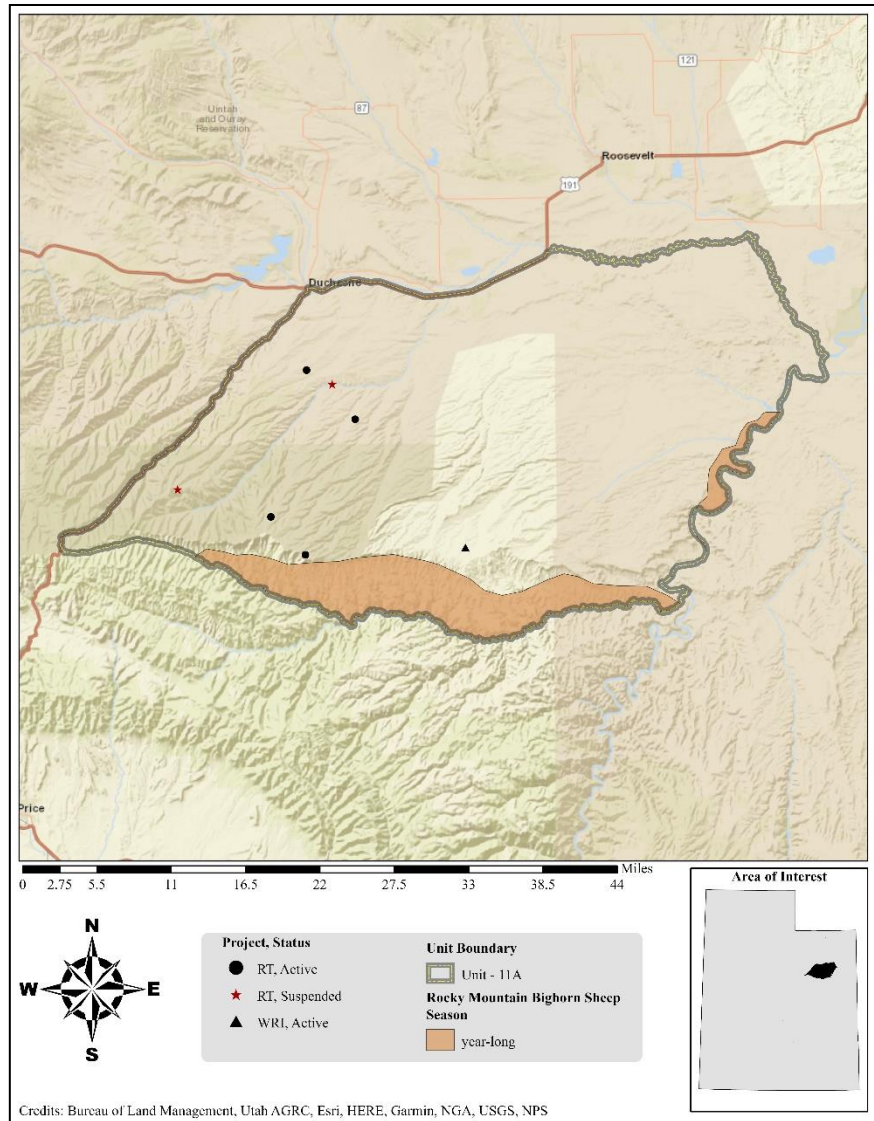 121
Uintah
and Ouray
Reservation
87
Roosevelt
191
Duchesne
Price
Miles
0 2.75 5.5 11 16.5 22 27.5 33 38.5 44
Area of Interest
N
W E
S
Project, Status
RT, Active
RT, Suspended
WRI, Active
Unit Boundary
Unit - 11A
Rocky Mountain Bighorn Sheep
Season
year-long
Credits: Bureau of Land Management, Utah AGRC, Esri, HERE, Garmin, NGA, USGS, NPS